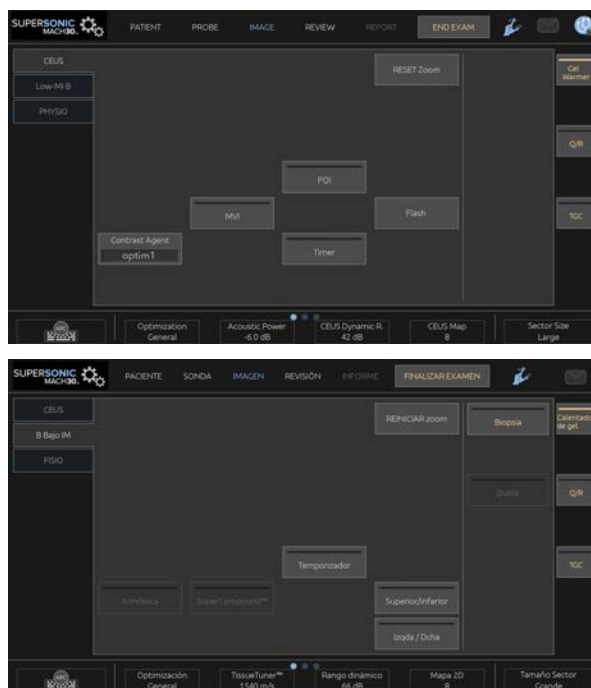 SUPERSONIC
MACH30.
PATIENT
PROBE
IMAGE
REVIEW
REPORT
END EXAM
CEUS
RESET Zoom
Gel
Warmer
Low-MI B
PHYSIO
Q/R
PQI
MVI
Flash
TGC
Contrast Agent
optim1
Timer
ABC
Optimization
General
Acoustic Power
-6.0 dB
CEUS Dynamic R.
42 dB
CEUS Map
8
Sector Size
Large
SUPERSONIC
MACH30.
PACIENTE
SONDA
IMAGEN
REVISIÓN
INFORME
FINALIZAR EXAMEN
CEUS
REINICIAR zoom
Biopsia
Calentado
de gel
B Bajo IM
FISIO
Q/R
Temporizador
TGC
Armónica
SuperCompound™
Superior/inferior
Izqda / Dcha
ABC
Optimización
General
TissueTuner™
1540 m/s
Rango dinámico
66 dB
Mapa 2D
8
Tamaño Sector
Grande